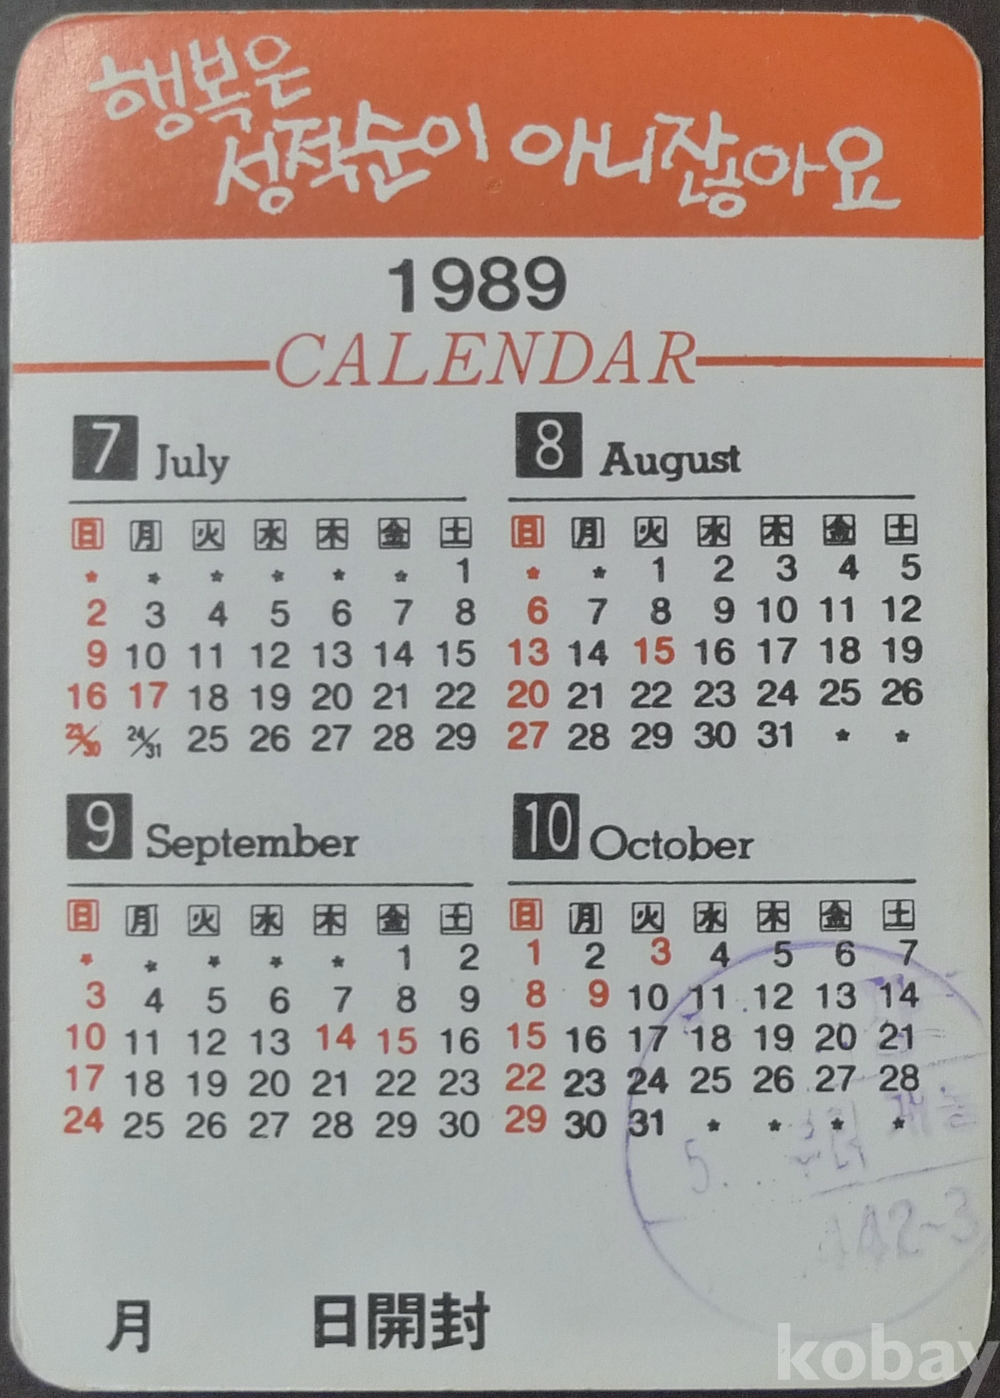 행복은
성적순이 아니잖아요
1989
CALENDAR
7 July
日 月 火 水 木 金 土
* * * * * * 1
2 3 4 5 6 7 8
9 10 11 12 13 14 15
16 17 18 19 20 21 22
23/30 24/31 25 26 27 28 29
8 August
日 月 火 水 木 金 土
* * 1 2 3 4 5
6 7 8 9 10 11 12
13 14 15 16 17 18 19
20 21 22 23 24 25 26
27 28 29 30 31 * *
9 September
日 月 火 水 木 金 土
* * * * * 1 2
3 4 5 6 7 8 9
10 11 12 13 14 15 16
17 18 19 20 21 22 23
24 25 26 27 28 29 30
10 October
日 月 火 水 木 金 土
1 2 3 4 5 6 7
8 9 10 11 12 13 14
15 16 17 18 19 20 21
22 23 24 25 26 27 28
29 30 31 * * * *
5.
442-3
月 日開封
kobay